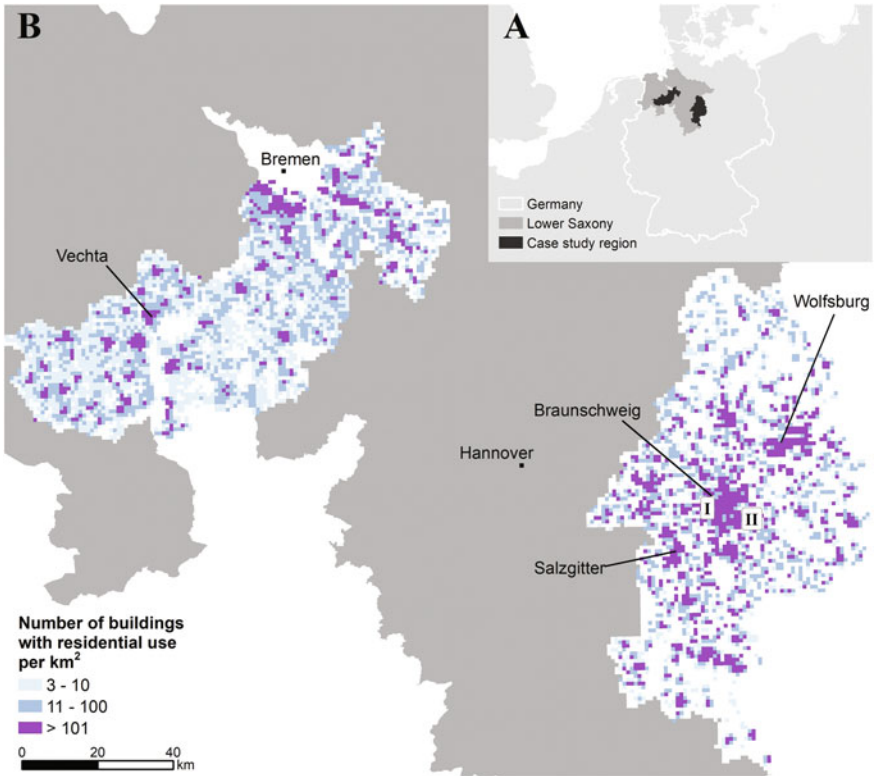 B
A
Germany
Lower Saxony
Case study region
Bremen
Vechta
Wolfsburg
Braunschweig
Hannover
I
II
Salzgitter
Number of buildings
with residential use
per km²
3 - 10
11 - 100
> 101
0 20 40
km